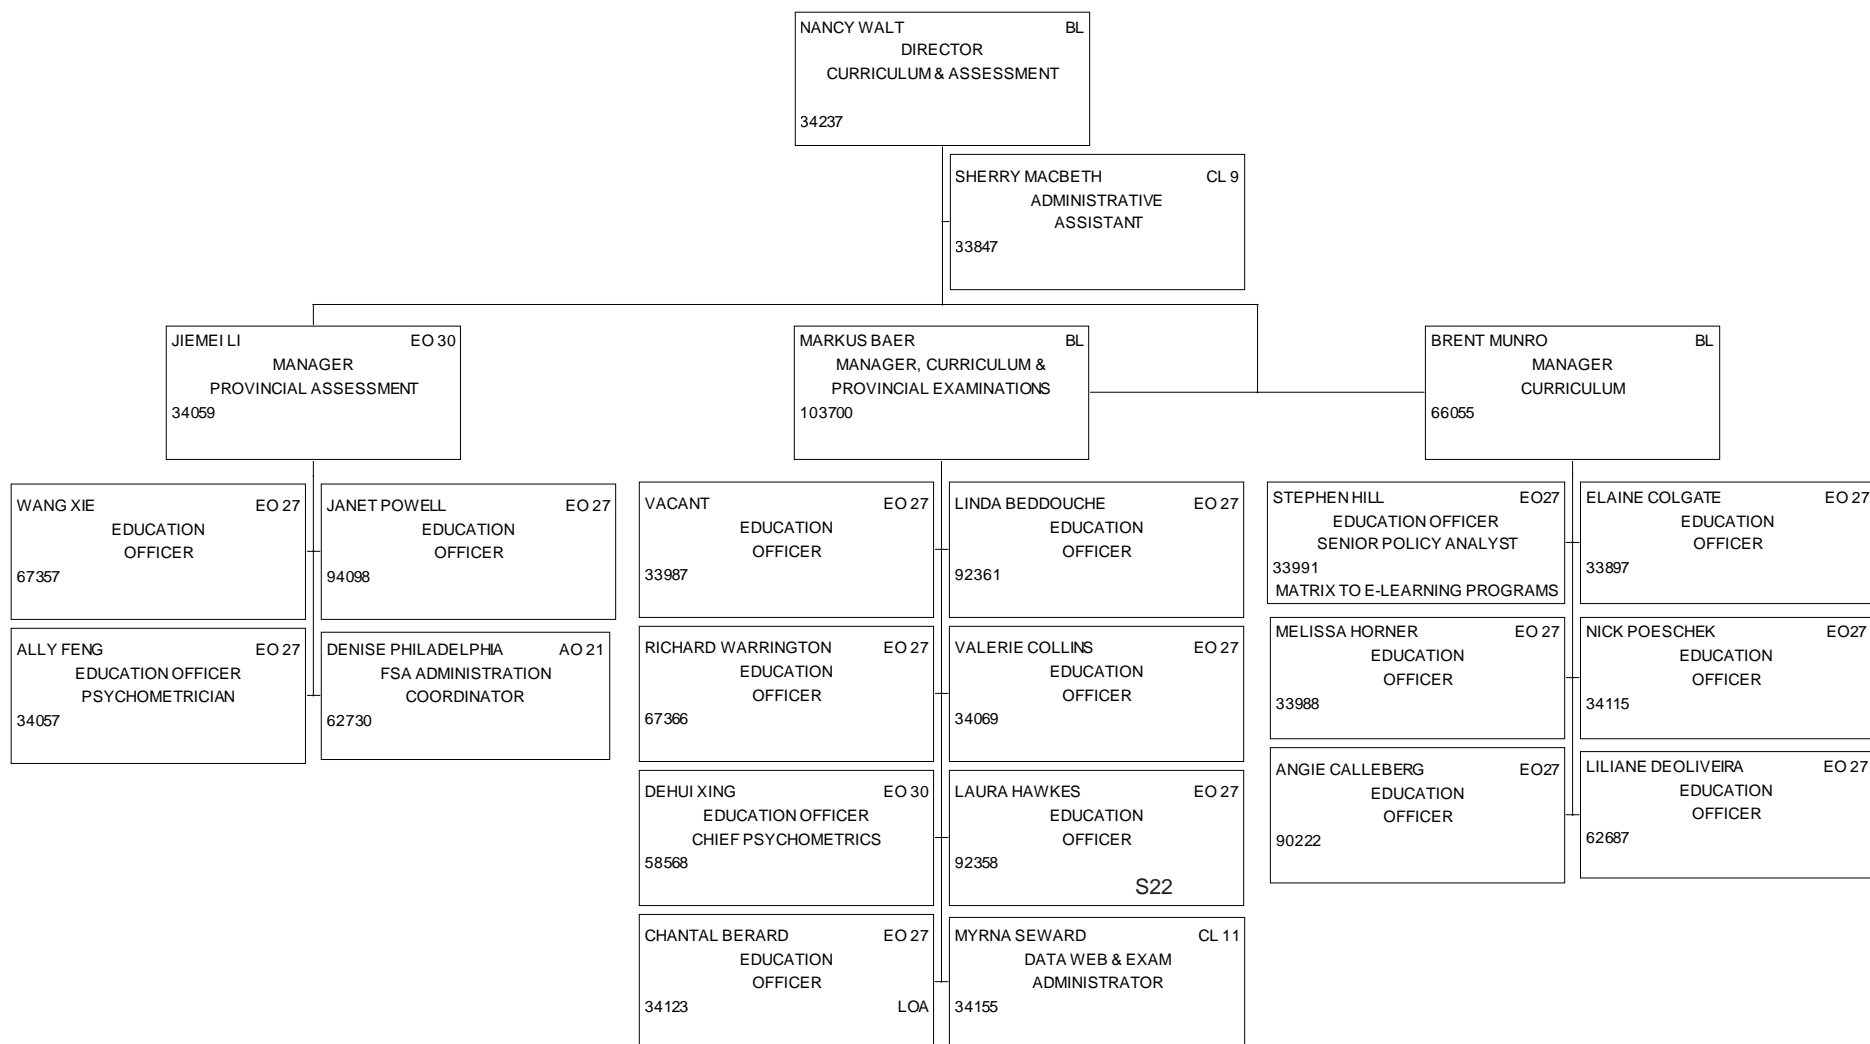 NANCY WALT BL
DIRECTOR
CURRICULUM & ASSESSMENT
34237
SHERRY MACBETH CL 9
ADMINISTRATIVE
ASSISTANT
33847
JIEMEI LI EO 30
MANAGER
PROVINCIAL ASSESSMENT
34059
MARKUS BAER BL
MANAGER, CURRICULUM &
PROVINCIAL EXAMINATIONS
103700
BRENT MUNRO BL
MANAGER
CURRICULUM
66055
WANG XIE EO 27
EDUCATION
OFFICER
67357
JANET POWELL EO 27
EDUCATION
OFFICER
94098
VACANT EO 27
EDUCATION
OFFICER
33987
LINDA BEDDOUCHE EO 27
EDUCATION
OFFICER
92361
STEPHEN HILL EO27
EDUCATION OFFICER
SENIOR POLICY ANALYST
33991
MATRIX TO E-LEARNING PROGRAMS
ELAINE COLGATE EO 27
EDUCATION
OFFICER
33897
ALLY FENG EO 27
EDUCATION OFFICER
PSYCHOMETRICIAN
34057
DENISE PHILADELPHIA AO 21
FSA ADMINISTRATION
COORDINATOR
62730
RICHARD WARRINGTON EO 27
EDUCATION
OFFICER
67366
VALERIE COLLINS EO 27
EDUCATION
OFFICER
34069
MELISSA HORNER EO 27
EDUCATION
OFFICER
33988
NICK POESCHEK EO27
EDUCATION
OFFICER
34115
DEHUI XING EO 30
EDUCATION OFFICER
CHIEF PSYCHOMETRICS
58568
LAURA HAWKES EO 27
EDUCATION
OFFICER
92358
S22
ANGIE CALLEBERG EO27
EDUCATION
OFFICER
90222
LILIANE DEOLIVEIRA EO 27
EDUCATION
OFFICER
62687
CHANTAL BERARD EO 27
EDUCATION
OFFICER
34123 LOA
MYRNA SEWARD CL 11
DATA WEB & EXAM
ADMINISTRATOR
34155